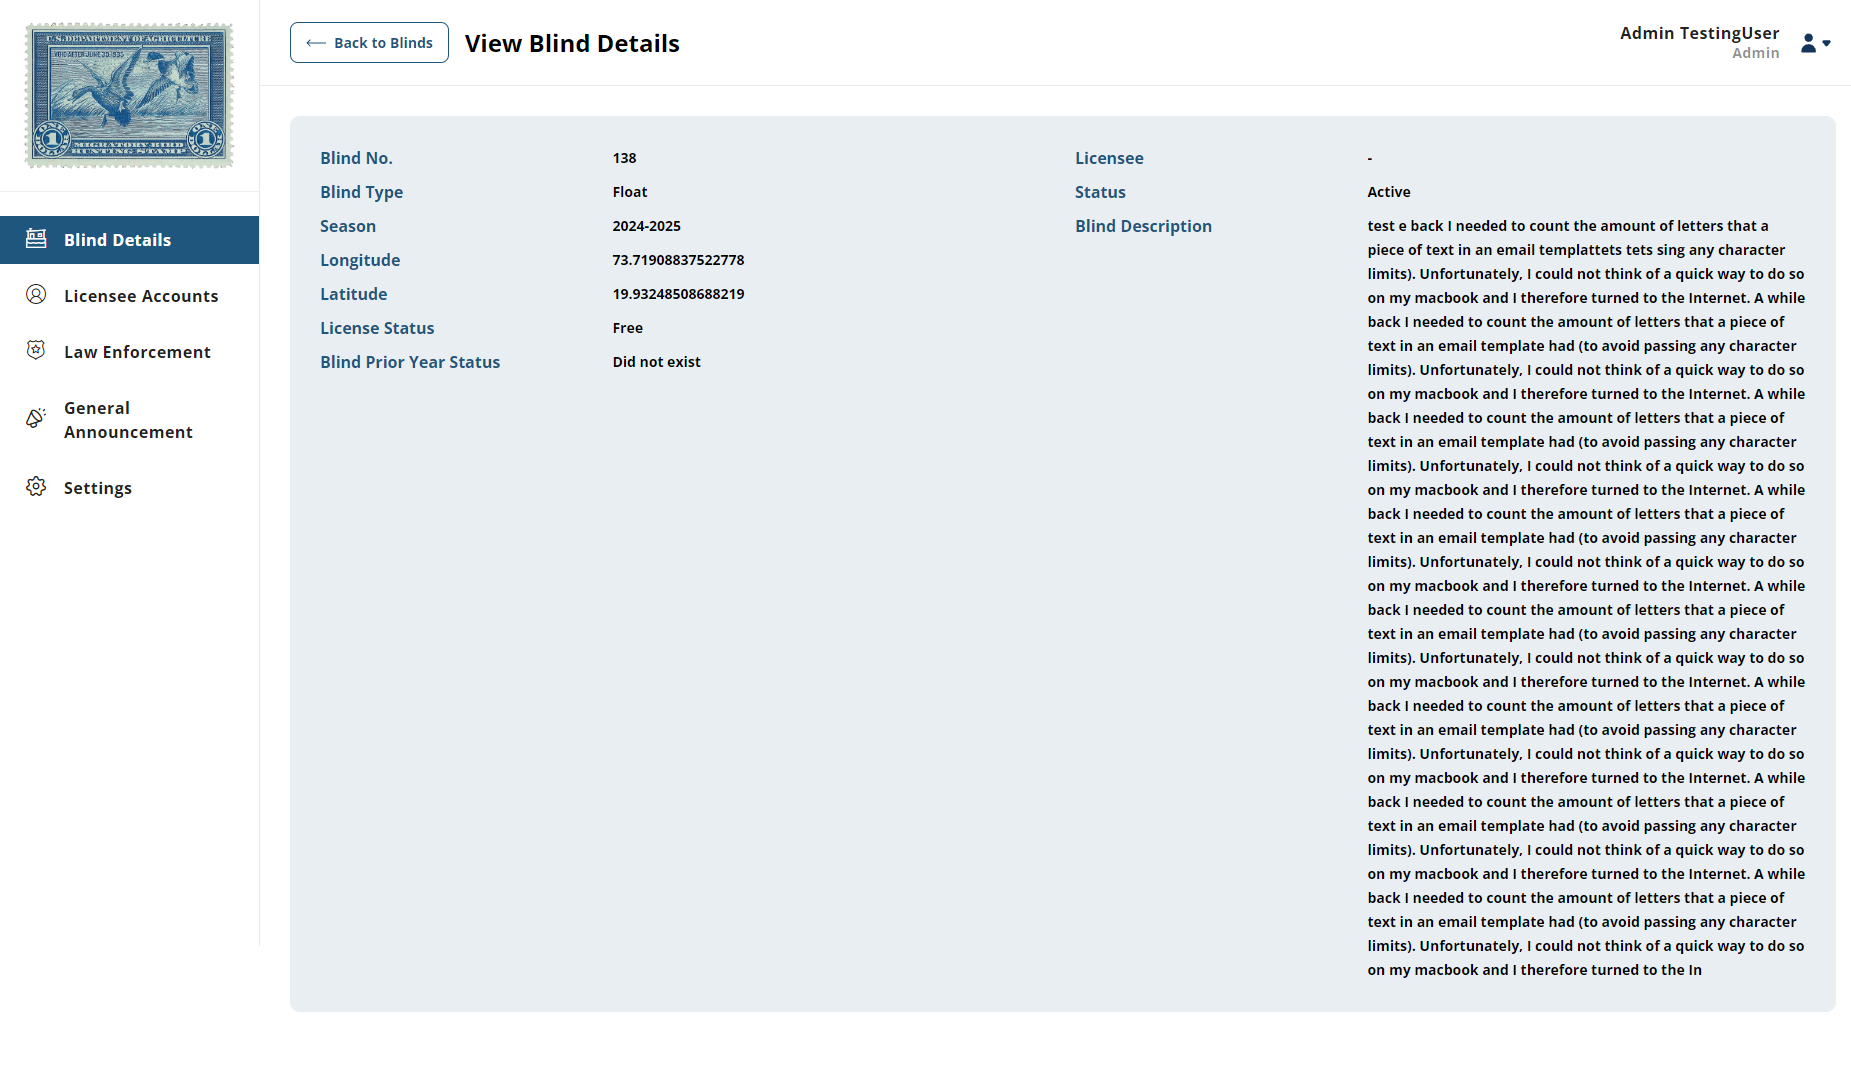 U.S. DEPARTMENT OF AGRICULTURE
VOID AFTER JUNE 30, 1935
ONE DOLLAR
1
ONE DOLLAR
1
MIGRATORY BIRD
HUNTING STAMP
Back to Blinds
View Blind Details
Admin TestingUser
Admin
Blind Details
Licensee Accounts
Law Enforcement
General
Announcement
Settings
Blind No. 138
Blind Type Float
Season 2024-2025
Longitude 73.71908837522778
Latitude 19.93248508688219
License Status Free
Blind Prior Year Status Did not exist
Licensee -
Status Active
Blind Description test e back I needed to count the amount of letters that a
piece of text in an email templattets tets sing any character
limits). Unfortunately, I could not think of a quick way to do so
on my macbook and I therefore turned to the Internet. A while
back I needed to count the amount of letters that a piece of
text in an email template had (to avoid passing any character
limits). Unfortunately, I could not think of a quick way to do so
on my macbook and I therefore turned to the Internet. A while
back I needed to count the amount of letters that a piece of
text in an email template had (to avoid passing any character
limits). Unfortunately, I could not think of a quick way to do so
on my macbook and I therefore turned to the Internet. A while
back I needed to count the amount of letters that a piece of
text in an email template had (to avoid passing any character
limits). Unfortunately, I could not think of a quick way to do so
on my macbook and I therefore turned to the Internet. A while
back I needed to count the amount of letters that a piece of
text in an email template had (to avoid passing any character
limits). Unfortunately, I could not think of a quick way to do so
on my macbook and I therefore turned to the Internet. A while
back I needed to count the amount of letters that a piece of
text in an email template had (to avoid passing any character
limits). Unfortunately, I could not think of a quick way to do so
on my macbook and I therefore turned to the Internet. A while
back I needed to count the amount of letters that a piece of
text in an email template had (to avoid passing any character
limits). Unfortunately, I could not think of a quick way to do so
on my macbook and I therefore turned to the Internet. A while
back I needed to count the amount of letters that a piece of
text in an email template had (to avoid passing any character
limits). Unfortunately, I could not think of a quick way to do so
on my macbook and I therefore turned to the In